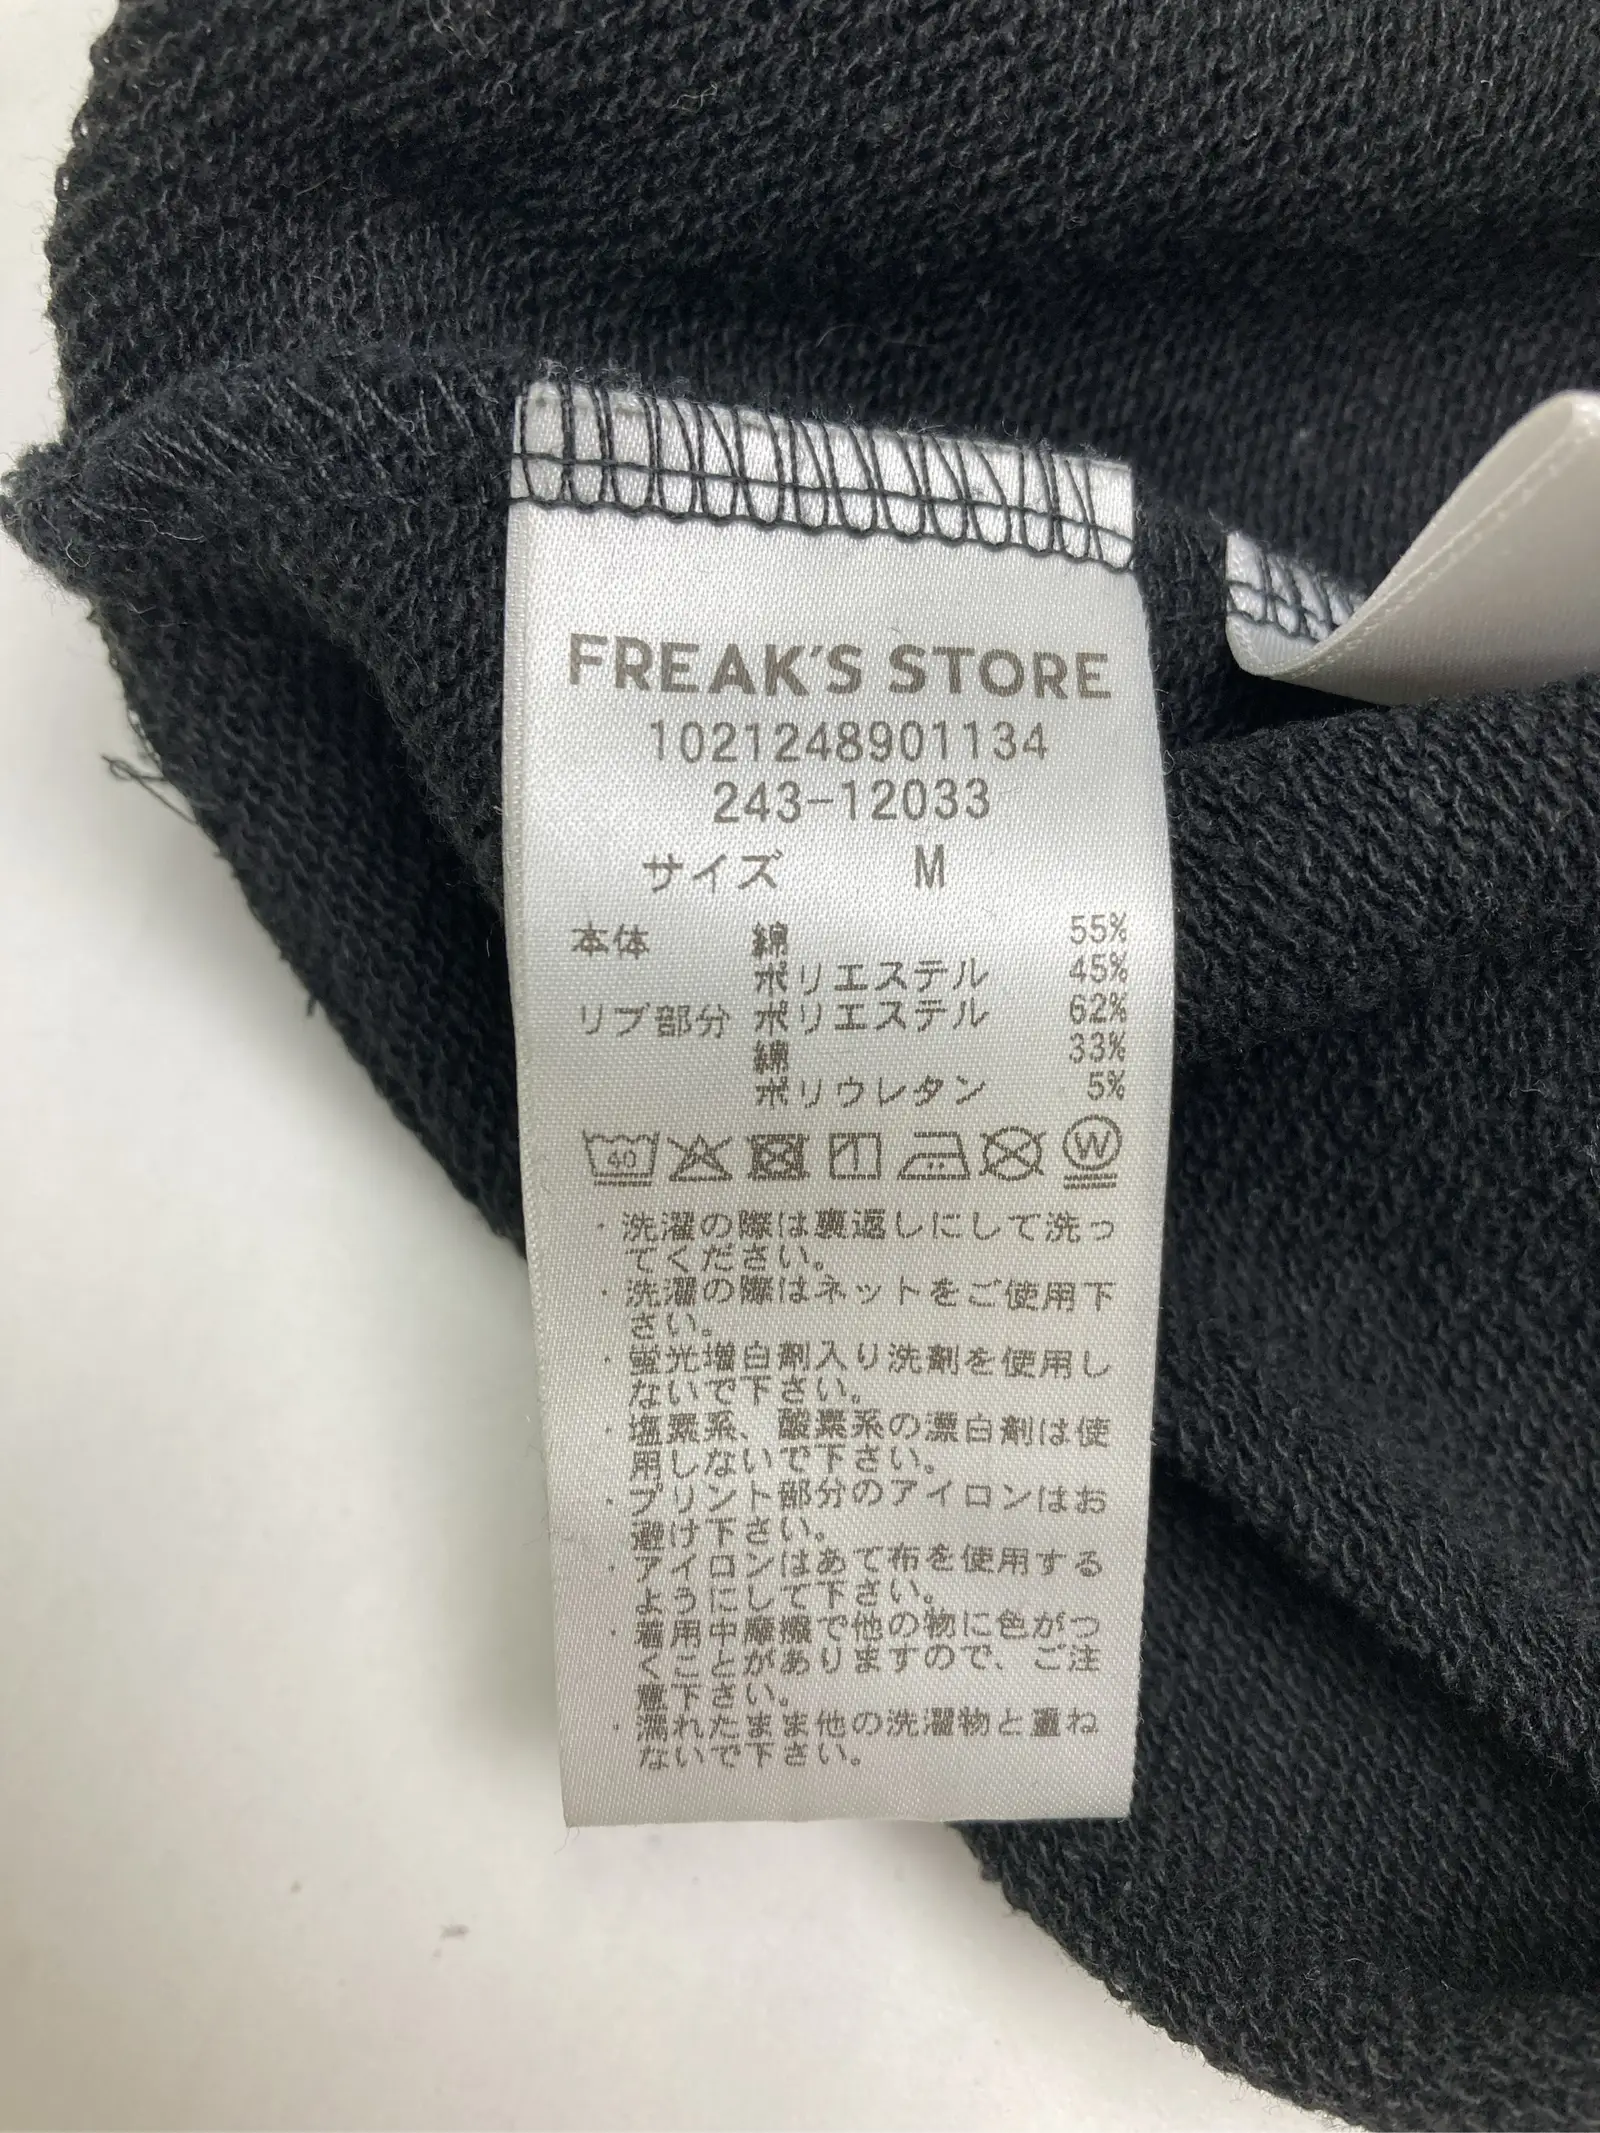 FREAK'S STORE
1021248901134
243-12033
サイズ M
本体 綿 55%
ポリエステル 45%
リブ部分 ポリエステル 62%
綿 33%
ポリウレタン 5%
40 W
・洗濯の際は裏返しにして洗っ
てください。
・洗濯の際はネットをご使用下
さい。
・蛍光増白剤入り洗剤を使用し
ないで下さい。
・塩素系、酸素系の漂白剤は使
用しないで下さい。
・プリント部分のアイロンはお
避け下さい。
・アイロンはあて布を使用する
ようにして下さい。
・着用中摩擦で他の物に色がつ
くことがありますので、ご注
意下さい。
・濡れたまま他の洗濯物と重ね
ないで下さい。